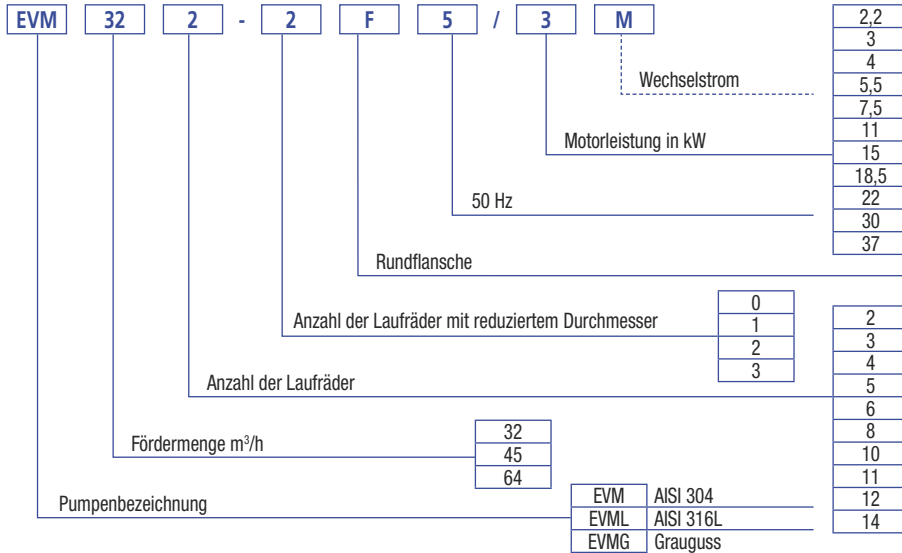 EVM 32 2 - 2 F 5 / 3 M
2,2
3
4
5,5
7,5
11
15
18,5
22
30
37
Wechselstrom
Motorleistung in kW
50 Hz
Rundflansche
Anzahl der Laufräder mit reduziertem Durchmesser
0
1
2
3
Anzahl der Laufräder
2
3
4
5
6
8
10
11
12
14
Fördermenge m³/h
32
45
64
Pumpenbezeichnung
EVM AISI 304
EVML AISI 316L
EVMG Grauguss